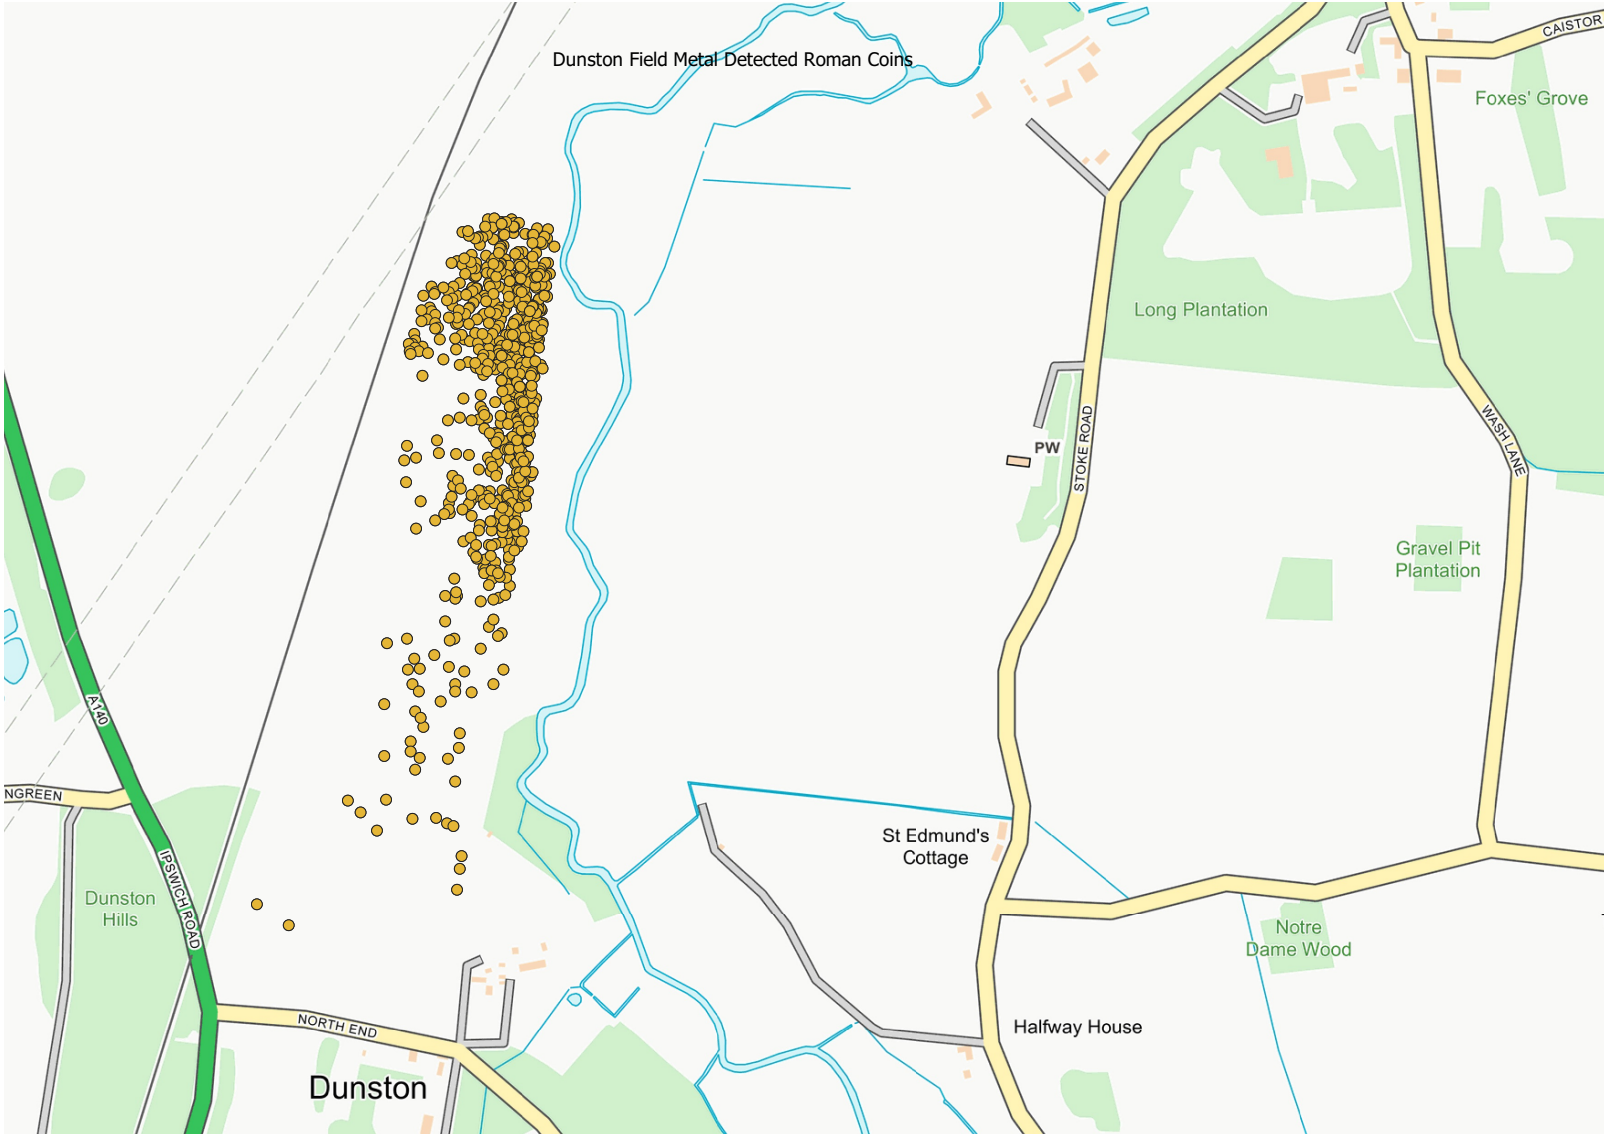 Dunston Field Metal Detected Roman Coins
CAISTOR
Foxes' Grove
Long Plantation
STOKE ROAD
PW
WASH LANE
Gravel Pit
Plantation
A140
NGREEN
IPSWICH ROAD
St Edmund's
Cottage
Dunston
Hills
Notre
Dame Wood
NORTH END
Halfway House
Dunston